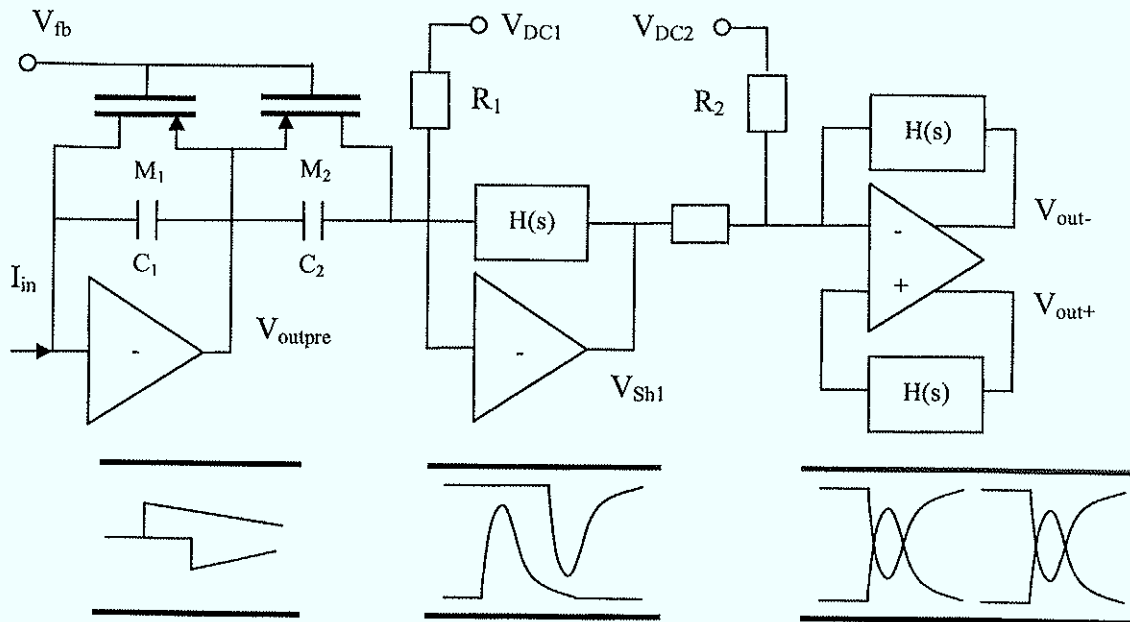 V_fb
V_DC1
V_DC2
R_1
R_2
H(s)
M_1
M_2
H(s)
V_out-
C_1
C_2
-
I_in
V_outpre
+
V_out+
-
-
V_Sh1
H(s)